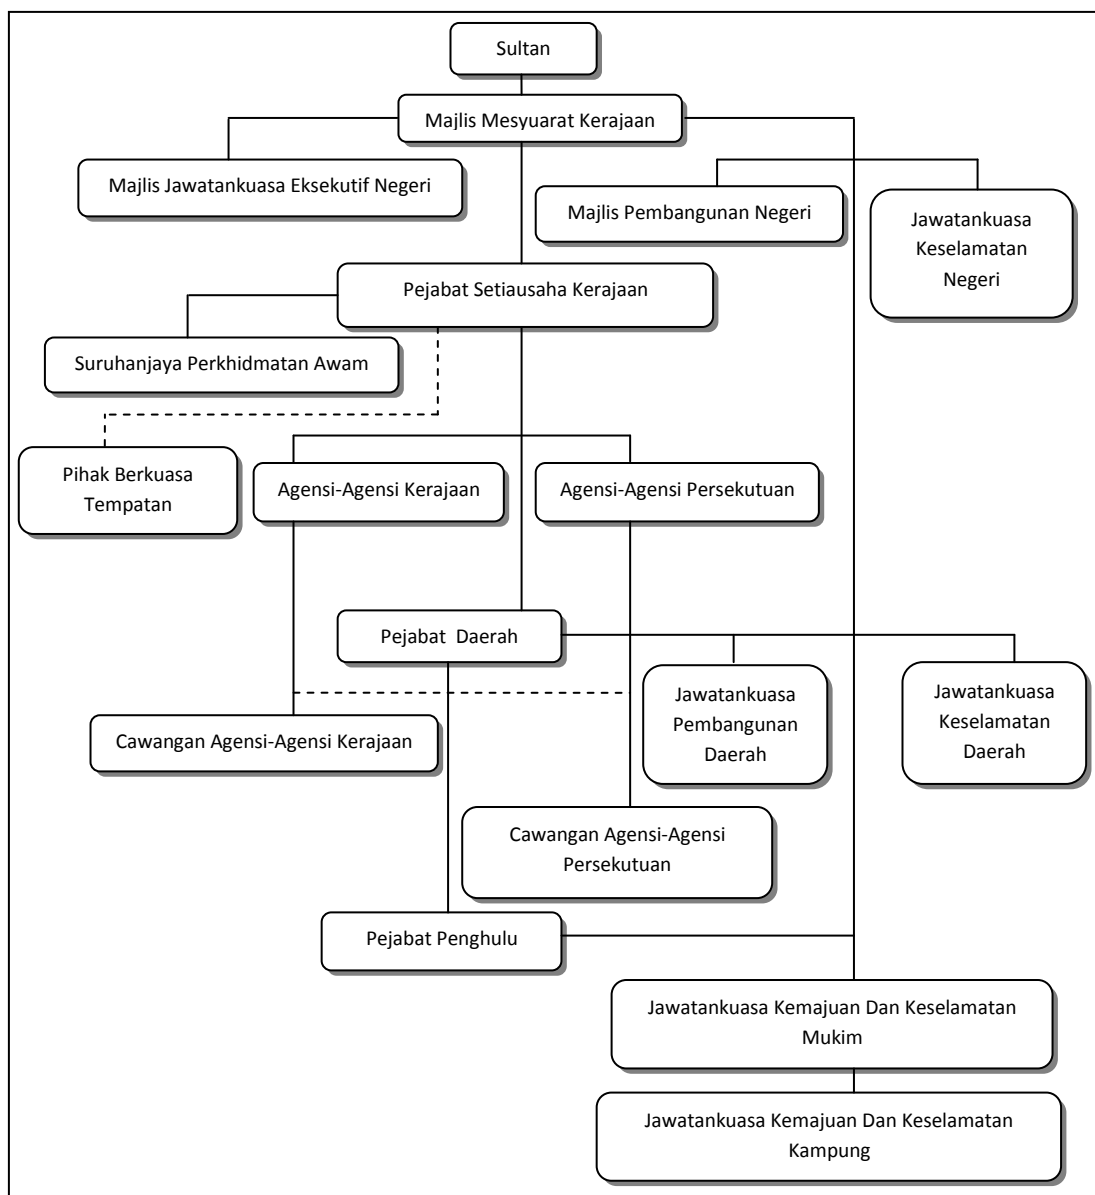 Sultan
Majlis Mesyuarat Kerajaan
Majlis Jawatankuasa Eksekutif Negeri
Majlis Pembangunan Negeri
Jawatankuasa
Keselamatan
Negeri
Pejabat Setiausaha Kerajaan
Suruhanjaya Perkhidmatan Awam
Pihak Berkuasa
Tempatan
Agensi-Agensi Kerajaan
Agensi-Agensi Persekutuan
Pejabat  Daerah
Jawatankuasa
Pembangunan
Daerah
Jawatankuasa
Keselamatan
Daerah
Cawangan Agensi-Agensi Kerajaan
Cawangan Agensi-Agensi
Persekutuan
Pejabat Penghulu
Jawatankuasa Kemajuan Dan Keselamatan
Mukim
Jawatankuasa Kemajuan Dan Keselamatan
Kampung